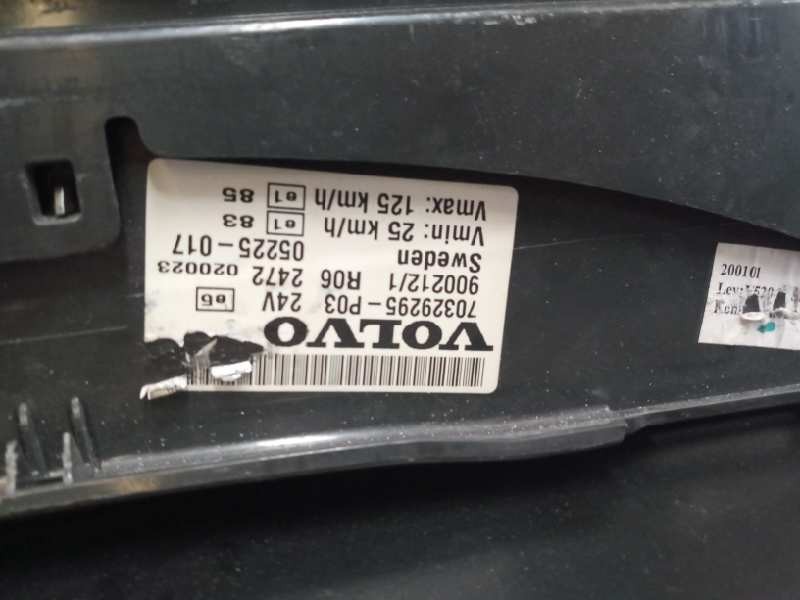 VOLVO
70329295-P03 24V e6
900212/1 R06 2472 020023
Sweden 05225-017
Vmin: 25 km/h e1 83
Vmax: 125 km/h e1 85
200101